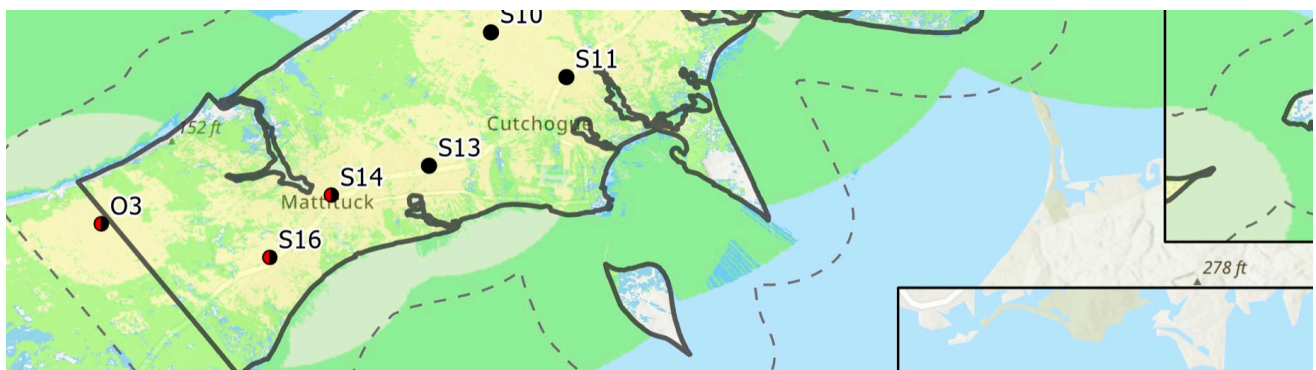 S10
S11
152 ft
Cutchogue
S13
S14
Mattituck
O3
S16
278 ft